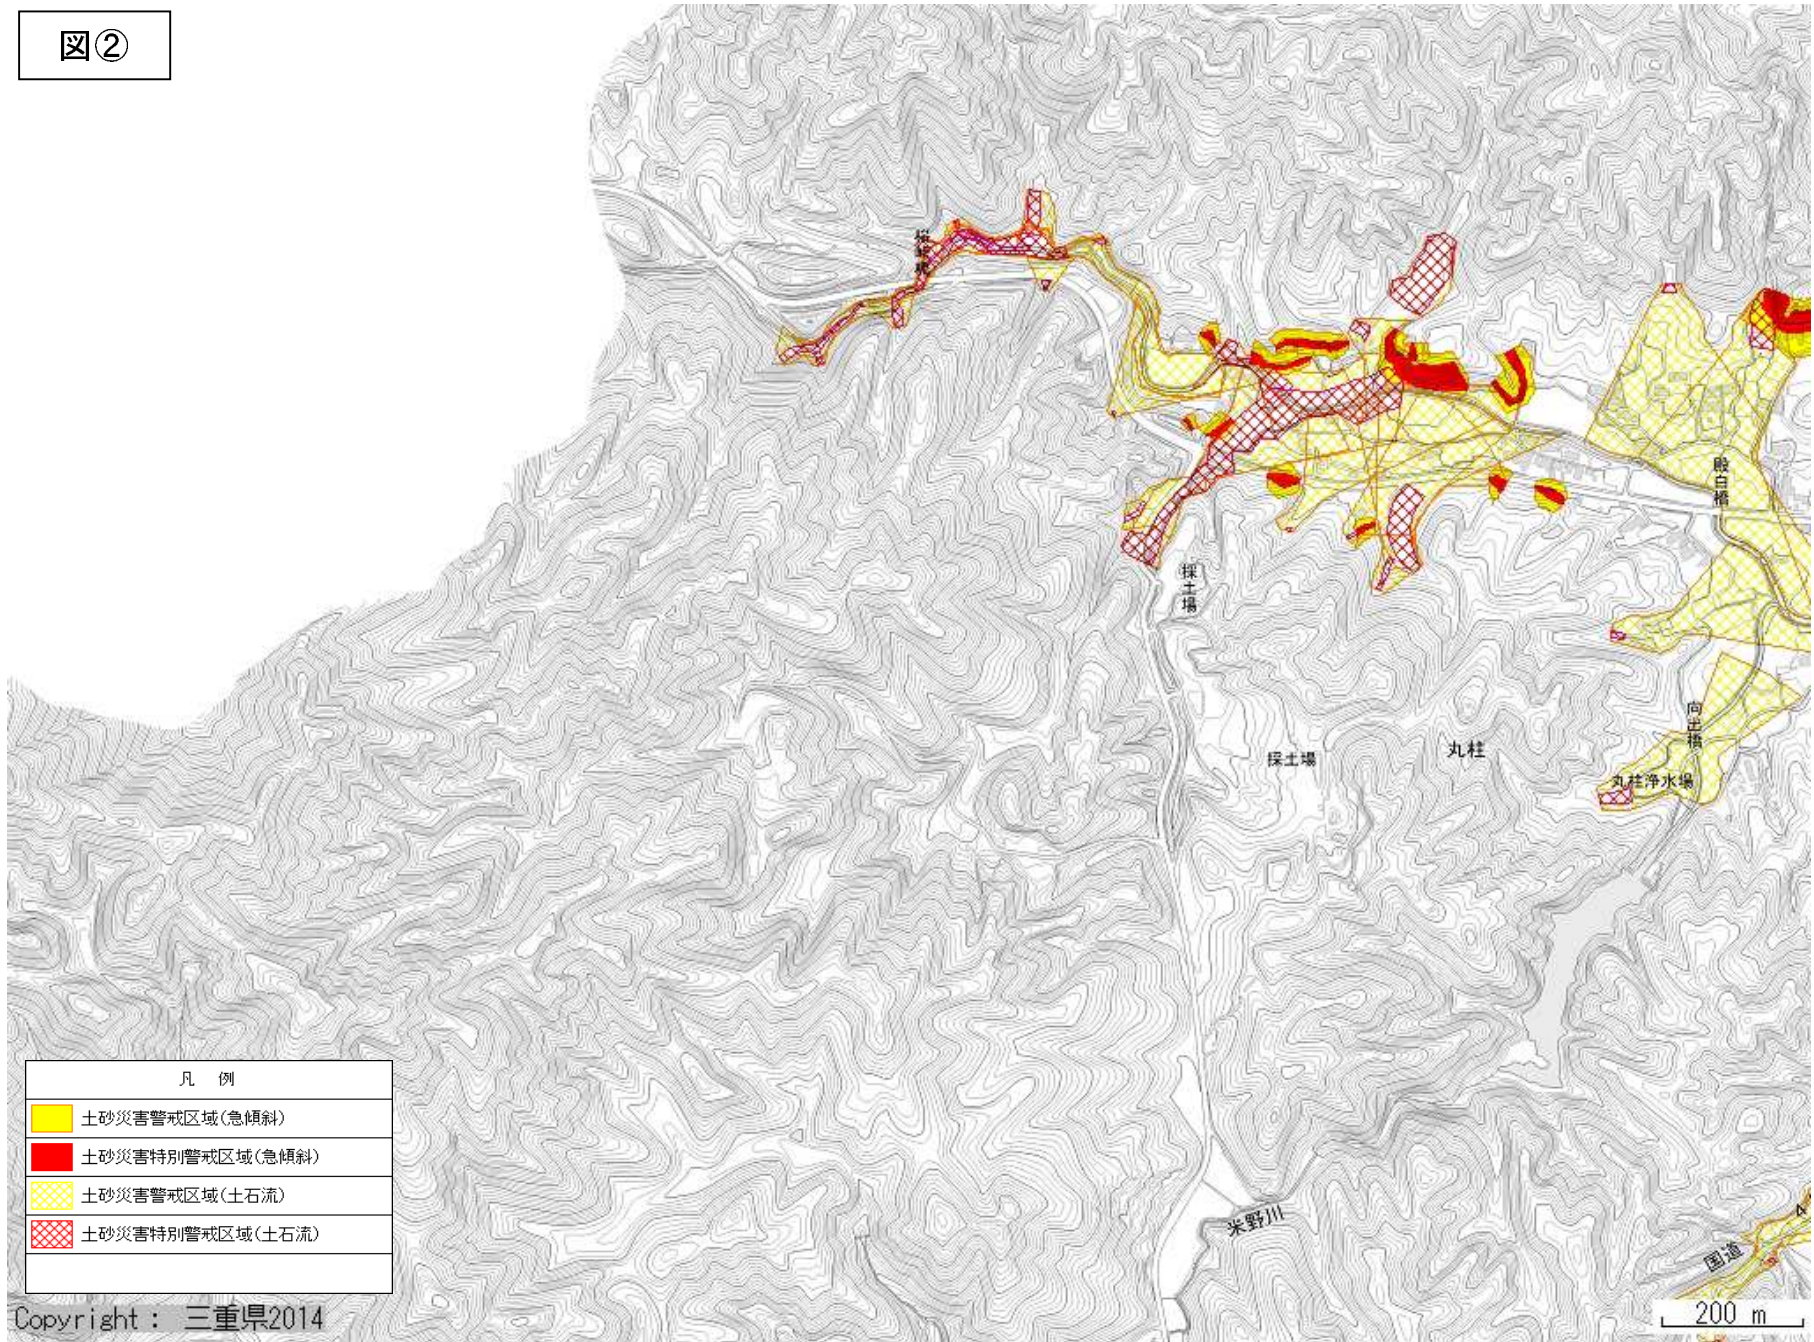 図②
殿白橋
採土場
向出橋
丸柱
採土場
丸柱浄水場
米野川
国道
凡 例
土砂災害警戒区域(急傾斜)
土砂災害特別警戒区域(急傾斜)
土砂災害警戒区域(土石流)
土砂災害特別警戒区域(土石流)
Copyright : 三重県2014
200 m